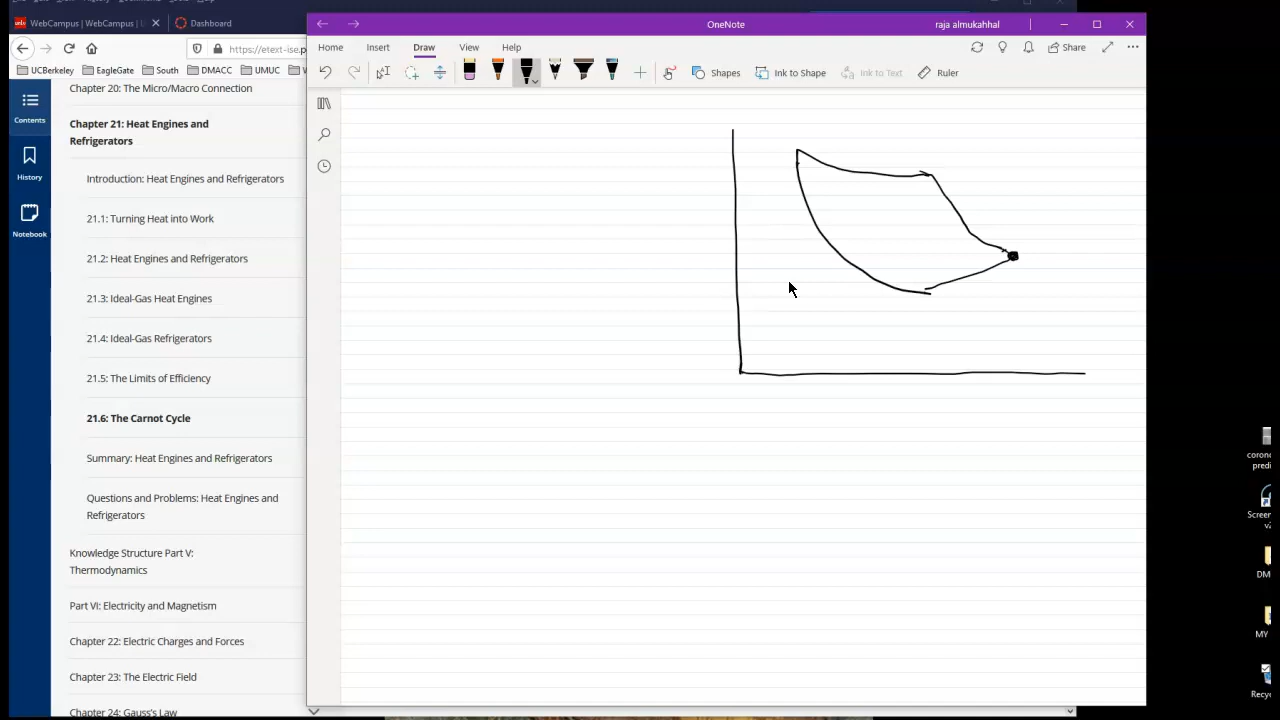 WebCampus | WebCampus |
Dashboard
OneNote
raja almukahhal
https://etext-ise.p
Home
Insert
Draw
View
Help
Share
UCBerkeley
EagleGate
South
DMACC
UMUC
Shapes
Ink to Shape
Ink to Text
Ruler
Contents
History
Notebook
Chapter 20: The Micro/Macro Connection
Chapter 21: Heat Engines and
Refrigerators
Introduction: Heat Engines and Refrigerators
21.1: Turning Heat into Work
21.2: Heat Engines and Refrigerators
21.3: Ideal-Gas Heat Engines
21.4: Ideal-Gas Refrigerators
21.5: The Limits of Efficiency
21.6: The Carnot Cycle
Summary: Heat Engines and Refrigerators
Questions and Problems: Heat Engines and
Refrigerators
Knowledge Structure Part V:
Thermodynamics
Part VI: Electricity and Magnetism
Chapter 22: Electric Charges and Forces
Chapter 23: The Electric Field
Chapter 24: Gauss's Law
corono
predi
Screer
v2
DM
MY
Recyc